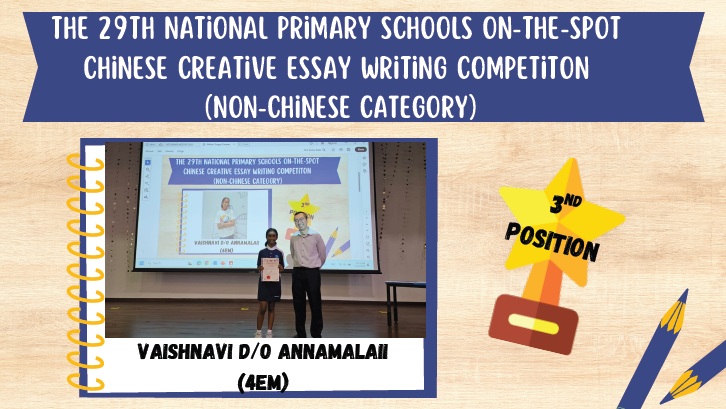 THE 29TH NATIONAL PRIMARY SCHOOLS ON-THE-SPOT
CHINESE CREATIVE ESSAY WRITING COMPETITON
(NON-CHINESE CATEGORY)
THE 29TH NATIONAL PRIMARY SCHOOLS ON-THE-SPOT
CHINESE CREATIVE ESSAY WRITING COMPETITON
(NON-CHINESE CATEGORY)
VAISHNAVI D/O ANNAMALAII
(4EM)
3ND
POSITION
VAISHNAVI D/O ANNAMALAII
(4EM)